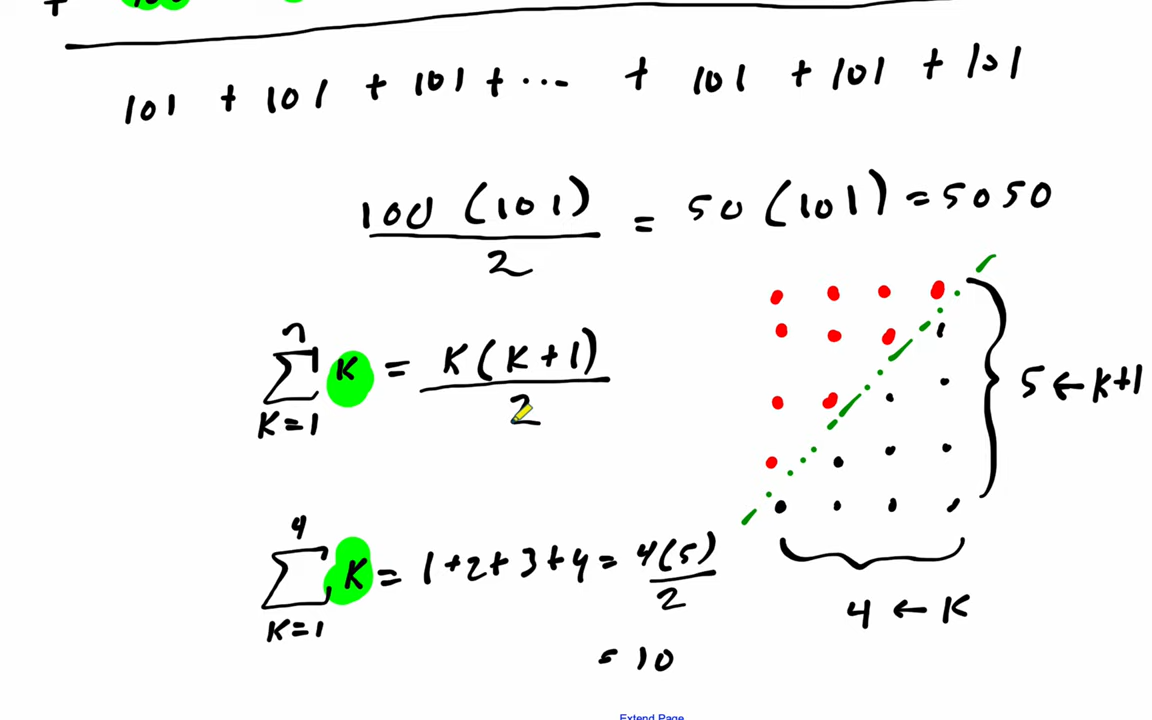 101 + 101 + 101 + ... + 101 + 101 + 101
100 (101) / 2 = 50 (101) = 5050
n
∑ K = K(K+1) / 2
K=1
5 ← K+1
4
∑ K = 1+2+3+4 = 4(5) / 2
K=1
4 ← K
= 10
Extend Page